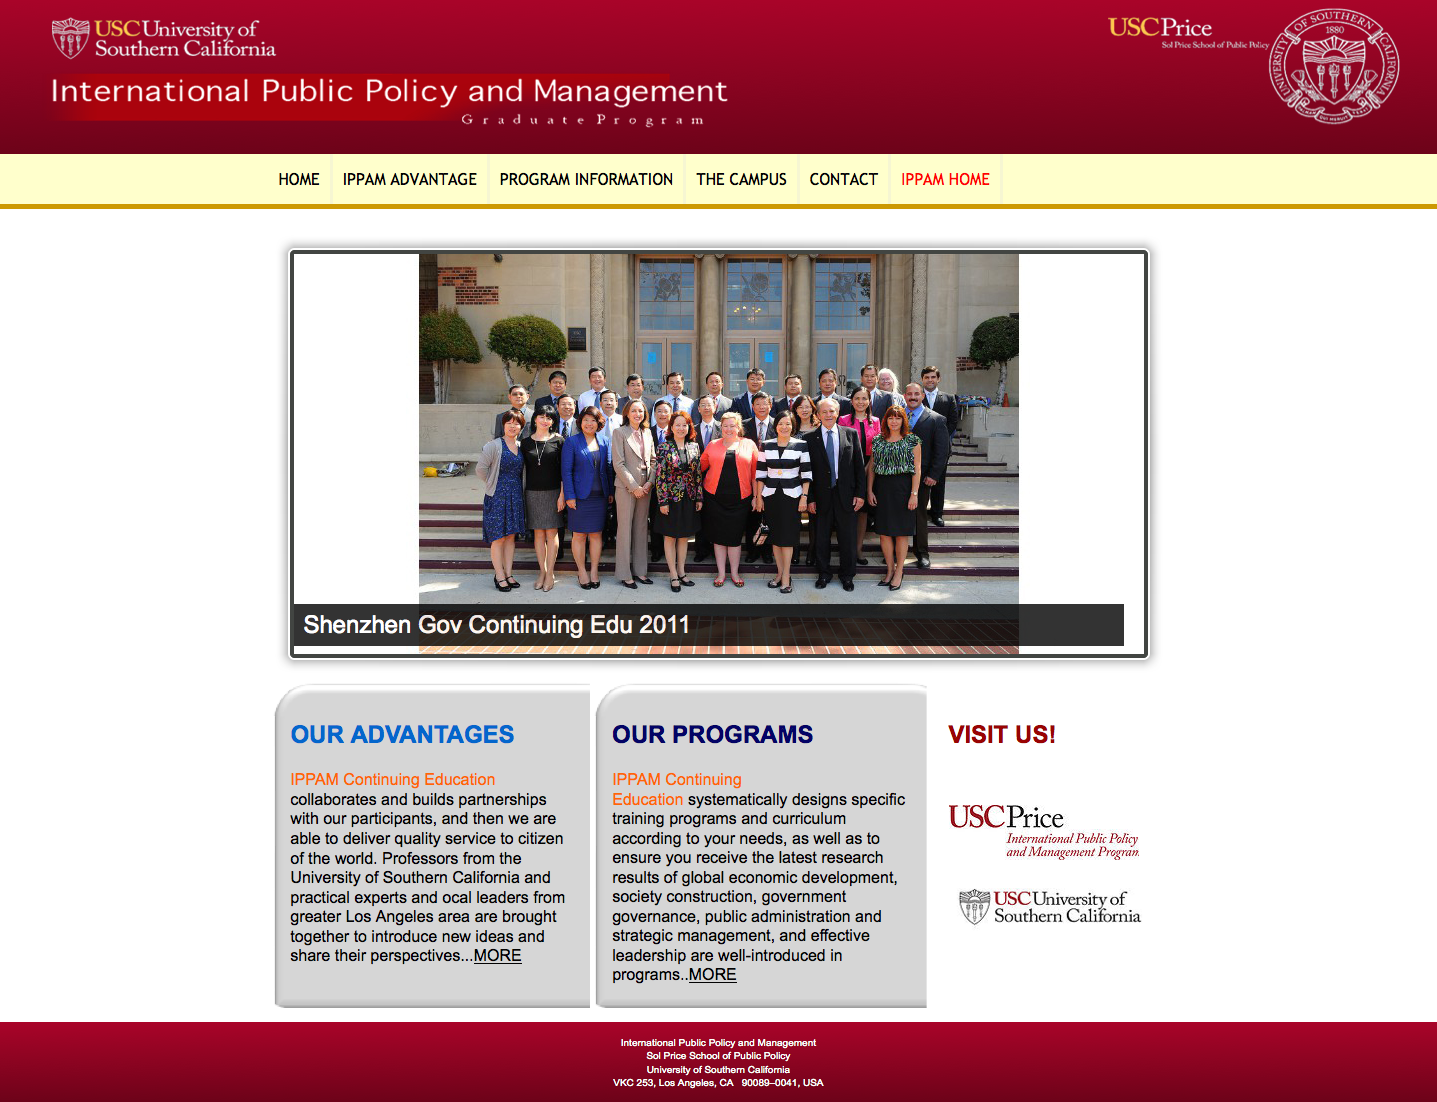 USC University of
Southern California
International Public Policy and Management
Graduate Program
USC Price
Sol Price School of Public Policy
UNIVERSITY OF SOUTHERN CALIFORNIA
1880
HOME
IPPAM ADVANTAGE
PROGRAM INFORMATION
THE CAMPUS
CONTACT
IPPAM HOME
Shenzhen Gov Continuing Edu 2011
OUR ADVANTAGES
IPPAM Continuing Education
collaborates and builds partnerships
with our participants, and then we are
able to deliver quality service to citizen
of the world. Professors from the
University of Southern California and
practical experts and ocal leaders from
greater Los Angeles area are brought
together to introduce new ideas and
share their perspectives...MORE
OUR PROGRAMS
IPPAM Continuing
Education systematically designs specific
training programs and curriculum
according to your needs, as well as to
ensure you receive the latest research
results of global economic development,
society construction, government
governance, public administration and
strategic management, and effective
leadership are well-introduced in
programs..MORE
VISIT US!
USC Price
International Public Policy
and Management Program
USC University of
Southern California
International Public Policy and Management
Sol Price School of Public Policy
University of Southern California
VKC 253, Los Angeles, CA 90089–0041, USA